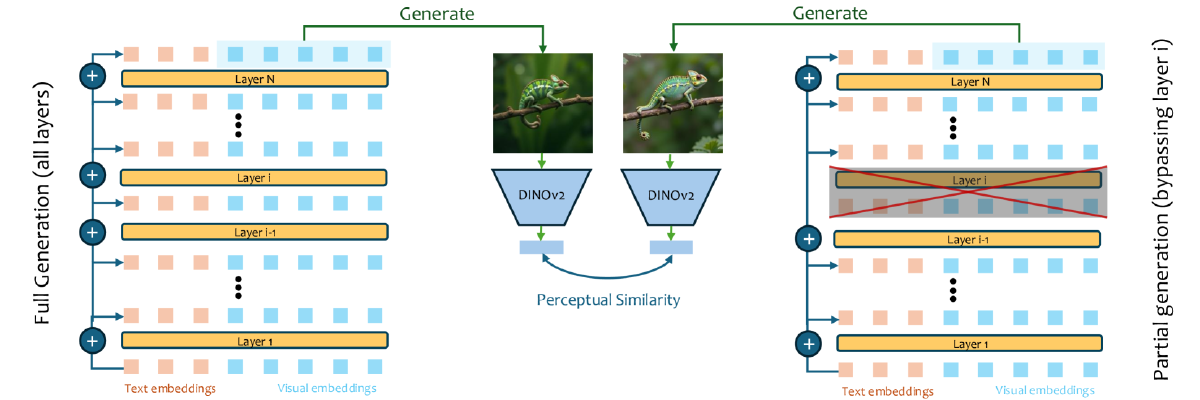 Full Generation (all layers)
Generate
Layer N
Layer i
Layer i-1
Layer 1
Text embeddings
Visual embeddings
DINOv2
DINOv2
Perceptual Similarity
Generate
Layer N
Layer i
Layer i-1
Layer 1
Text embeddings
Visual embeddings
Partial generation (bypassing layer i)